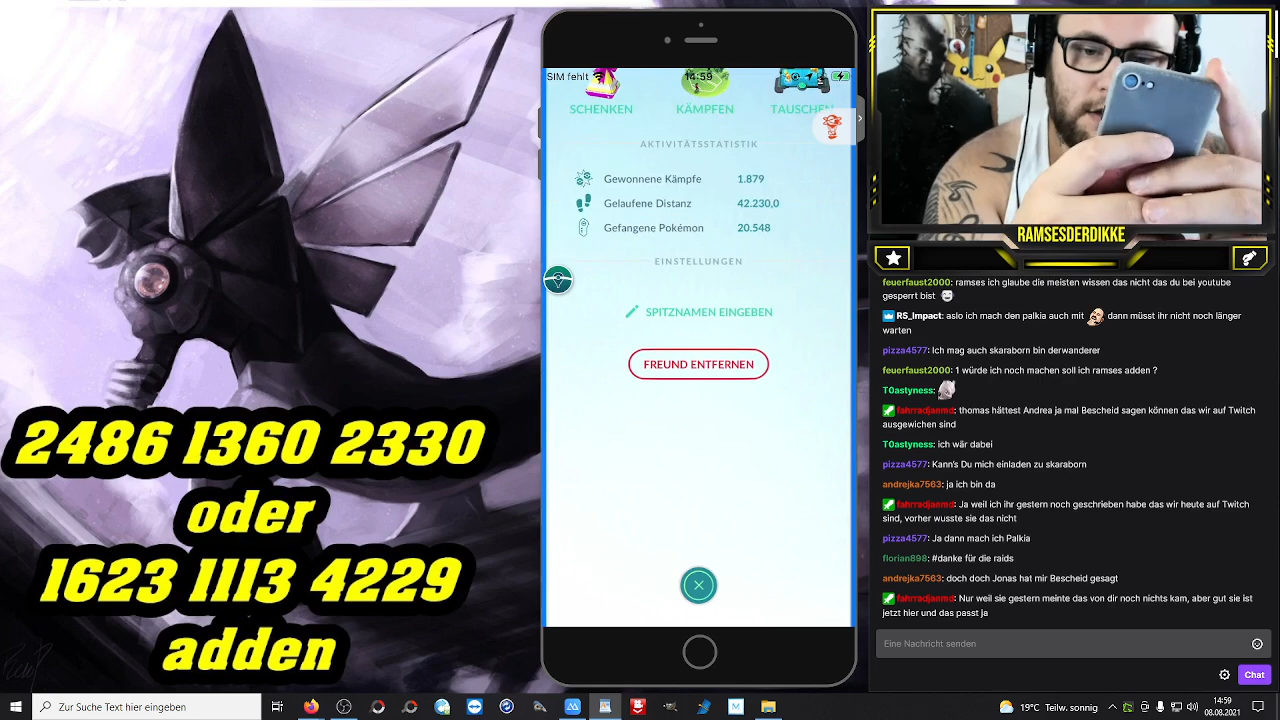 SIM fehlt
14:59
SCHENKEN
KÄMPFEN
TAUSCHEN
AKTIVITÄTSSTATISTIK
Gewonnene Kämpfe 1.879
Gelaufene Distanz 42.230,0
Gefangene Pokémon 20.548
EINSTELLUNGEN
SPITZNAMEN EINGEBEN
FREUND ENTFERNEN
2486 1360 2330
oder
1623 1113 4229
adden
RAMSESDERDIKKE
feuerfaust2000: ramses ich glaube die meisten wissen das nicht das du bei youtube
gesperrt bist
RS_Impact: aslo ich mach den palkia auch mit dann müsst ihr nicht noch länger
warten
pizza4577: Ich mag auch skaraborn bin derwanderer
feuerfaust2000: 1 würde ich noch machen soll ich ramses adden ?
T0astyness:
fahrradjanmd: thomas hättest Andrea ja mal Bescheid sagen können das wir auf Twitch
ausgewichen sind
T0astyness: ich wär dabei
pizza4577: Kann's Du mich einladen zu skaraborn
andrejka7563: ja ich bin da
fahrradjanmd: Ja weil ich ihr gestern noch geschrieben habe das wir heute auf Twitch
sind, vorher wusste sie das nicht
pizza4577: Ja dann mach ich Palkia
florian898: #danke für die raids
andrejka7563: doch doch Jonas hat mir Bescheid gesagt
fahrradjanmd: Nur weil sie gestern meinte das von dir noch nichts kam, aber gut sie ist
jetzt hier und das passt ja
Eine Nachricht senden
Chat
Zur Suche Text hier eingeben
19°C Teilw. sonnig
14:59
08.08.2021